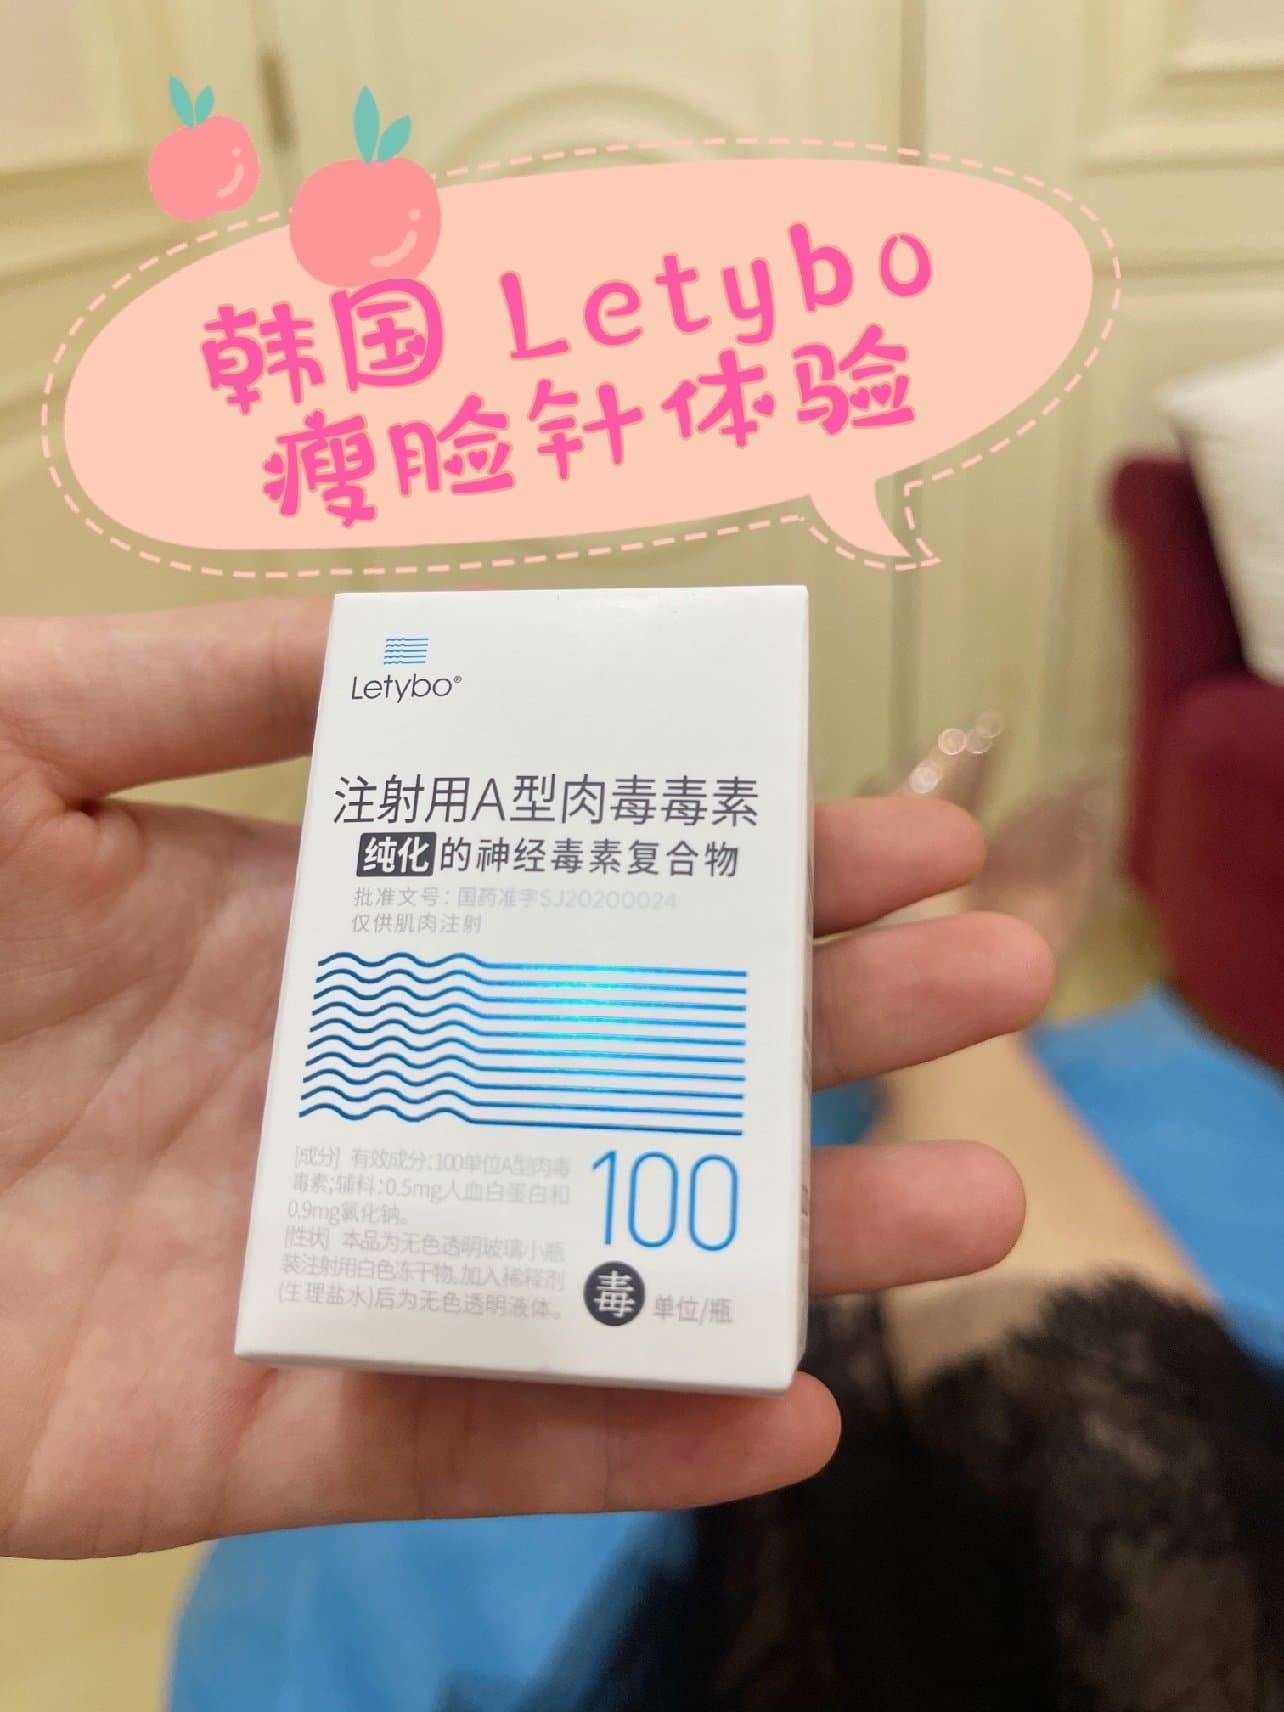 韩国 Letybo
瘦脸针体验
Letybo®
注射用A型肉毒毒素
纯化的神经毒素复合物
批准文号：国药准字SJ20200024
仅供肌肉注射
[成分] 有效成分:100单位A型肉毒
毒素;辅料:0.5mg人血白蛋白和
0.9mg氯化钠。
[性状] 本品为无色透明玻璃小瓶
装注射用白色冻干物,加入稀释剂
(生理盐水)后为无色透明液体。
100
毒 单位/瓶